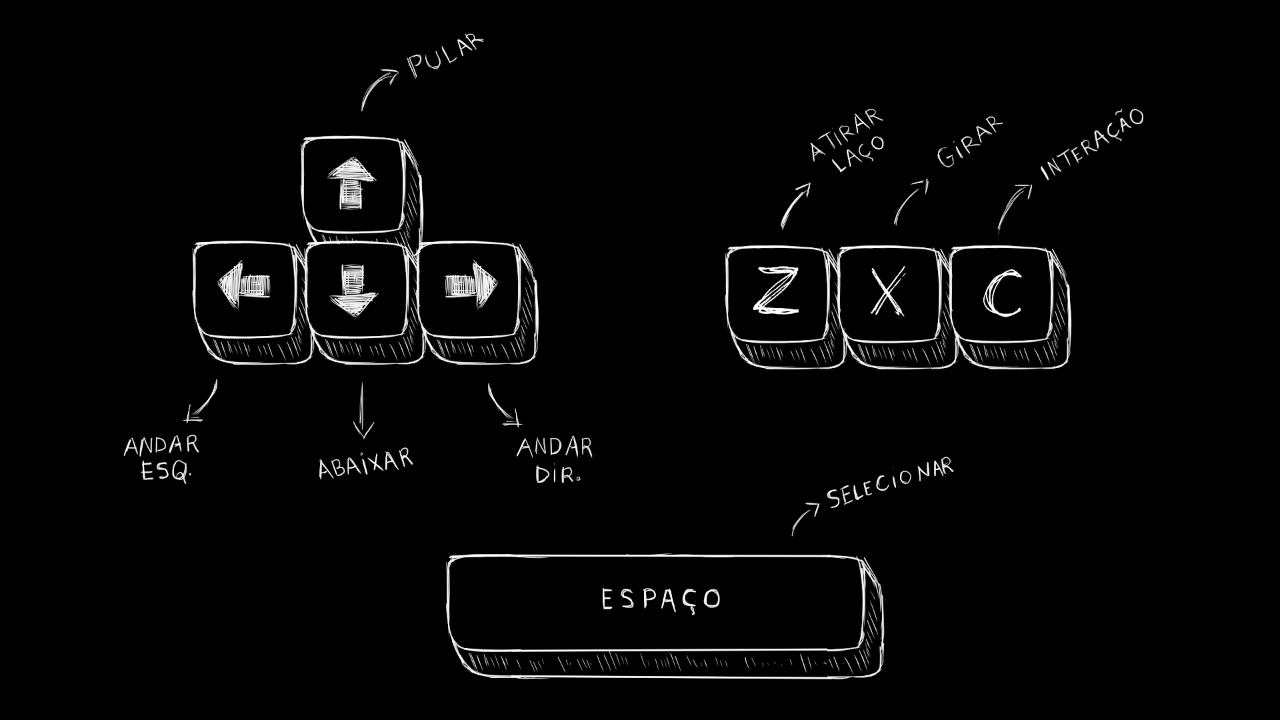 PULAR
ATIRAR
LAÇO
GIRAR
INTERAÇÃO
Z
X
C
ANDAR
ESQ.
ABAIXAR
ANDAR
DIR.
SELECIONAR
ESPAÇO